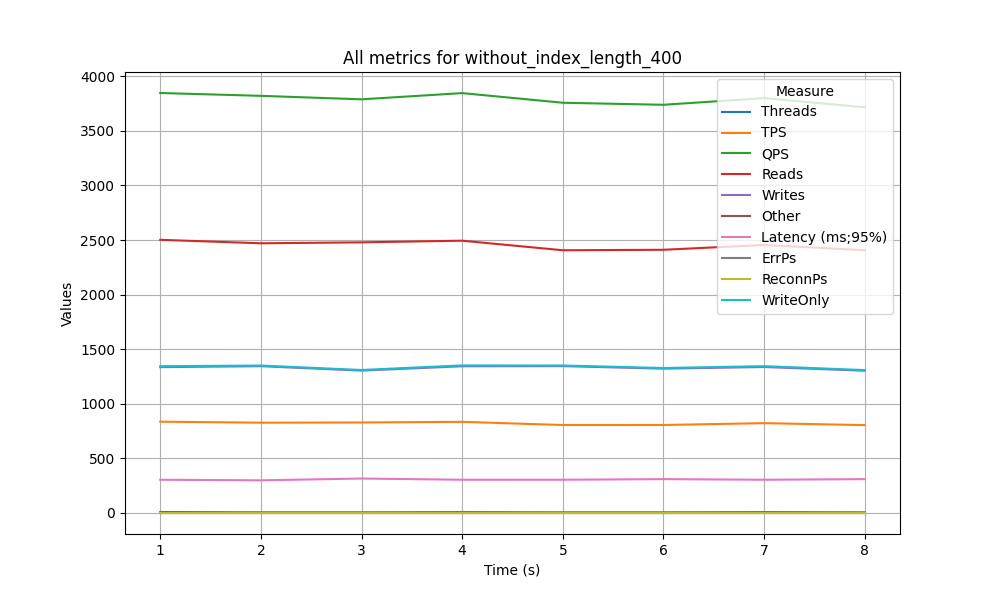 All metrics for without_index_length_400
4000
3500
3000
2500
2000
1500
1000
500
0
Values
1 2 3 4 5 6 7 8
Time (s)
Measure
Threads
TPS
QPS
Reads
Writes
Other
Latency (ms;95%)
ErrPs
ReconnPs
WriteOnly